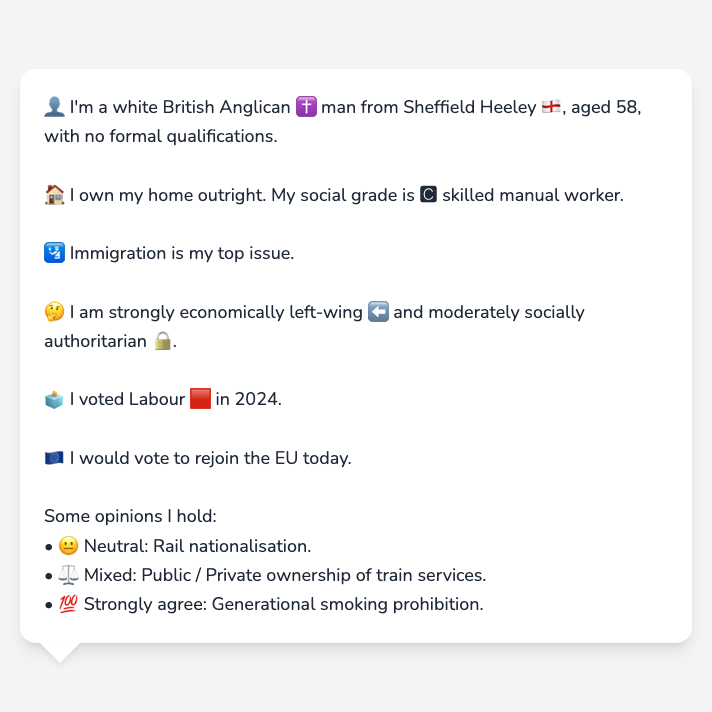 👤 I'm a white British Anglican ✝️ man from Sheffield Heeley 🏴󠁧󠁢󠁥󠁮󠁧󠁿, aged 58,
with no formal qualifications.
🏠 I own my home outright. My social grade is 🅲 skilled manual worker.
🛂 Immigration is my top issue.
🤔 I am strongly economically left-wing ⬅️ and moderately socially
authoritarian 🔒.
🗳️ I voted Labour 🟥 in 2024.
🇪🇺 I would vote to rejoin the EU today.
Some opinions I hold:
• 😐 Neutral: Rail nationalisation.
• ⚖️ Mixed: Public / Private ownership of train services.
• 💯 Strongly agree: Generational smoking prohibition.